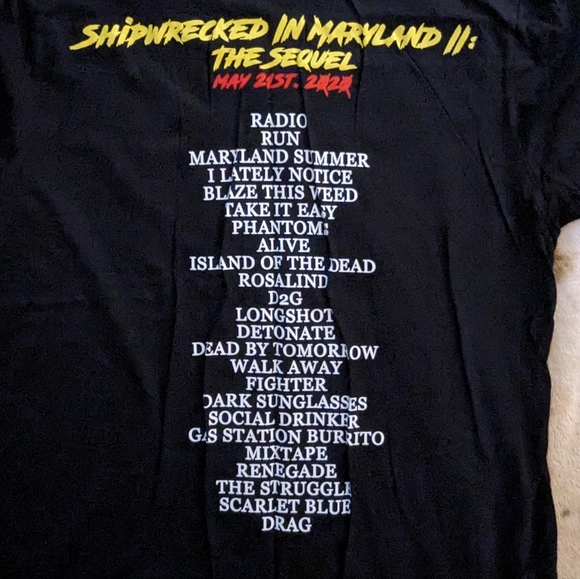 SHIPWRECKED IN MARYLAND II:
THE SEQUEL
MAY 21ST. 2020
RADIO
RUN
MARYLAND SUMMER
I LATELY NOTICE
BLAZE THIS WEED
TAKE IT EASY
PHANTOMS
ALIVE
ISLAND OF THE DEAD
ROSALIND
D2G
LONGSHOT
DETONATE
DEAD BY TOMORROW
WALK AWAY
FIGHTER
DARK SUNGLASSES
SOCIAL DRINKER
GAS STATION BURRITO
MIXTAPE
RENEGADE
THE STRUGGLE
SCARLET BLUE
DRAG